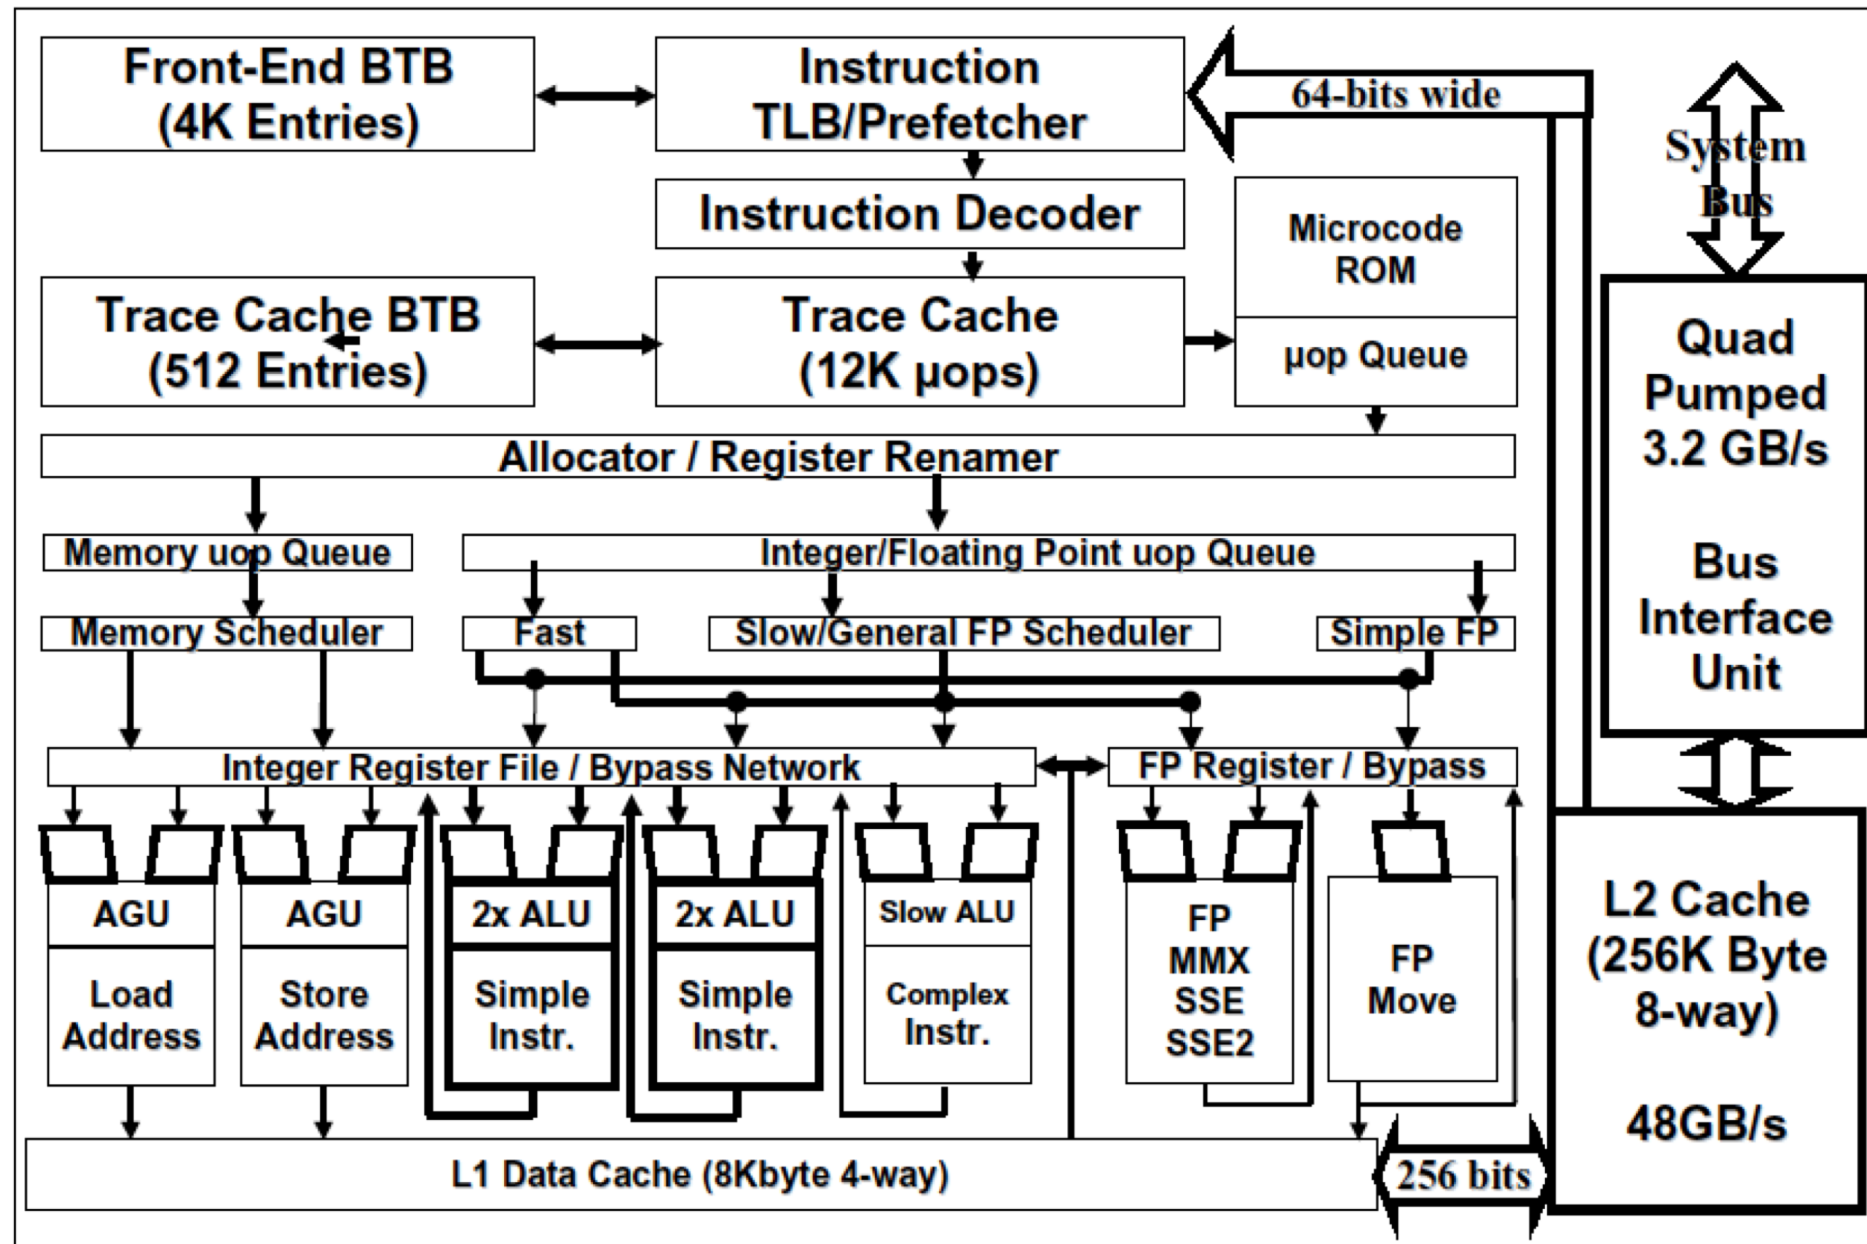 Front-End BTB
(4K Entries)
Instruction
TLB/Prefetcher
64-bits wide
System
Bus
Instruction Decoder
Microcode
ROM
Trace Cache BTB
(512 Entries)
Trace Cache
(12K µops)
µop Queue
Quad
Pumped
3.2 GB/s
Bus
Interface
Unit
Allocator / Register Renamer
Memory uop Queue
Integer/Floating Point uop Queue
Memory Scheduler
Fast
Slow/General FP Scheduler
Simple FP
Integer Register File / Bypass Network
FP Register / Bypass
AGU
Load
Address
AGU
Store
Address
2x ALU
Simple
Instr.
2x ALU
Simple
Instr.
Slow ALU
Complex
Instr.
FP
MMX
SSE
SSE2
FP
Move
L2 Cache
(256K Byte
8-way)
48GB/s
L1 Data Cache (8Kbyte 4-way)
256 bits